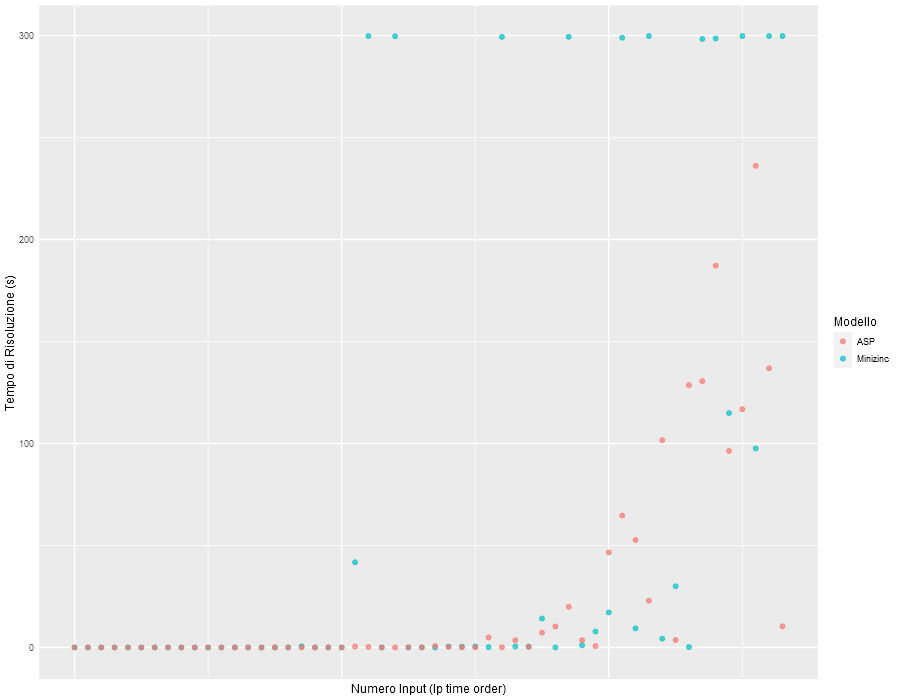 300
200
100
0
Tempo di Risoluzione (s)
Numero Input (lp time order)
Modello
ASP
Minizinc